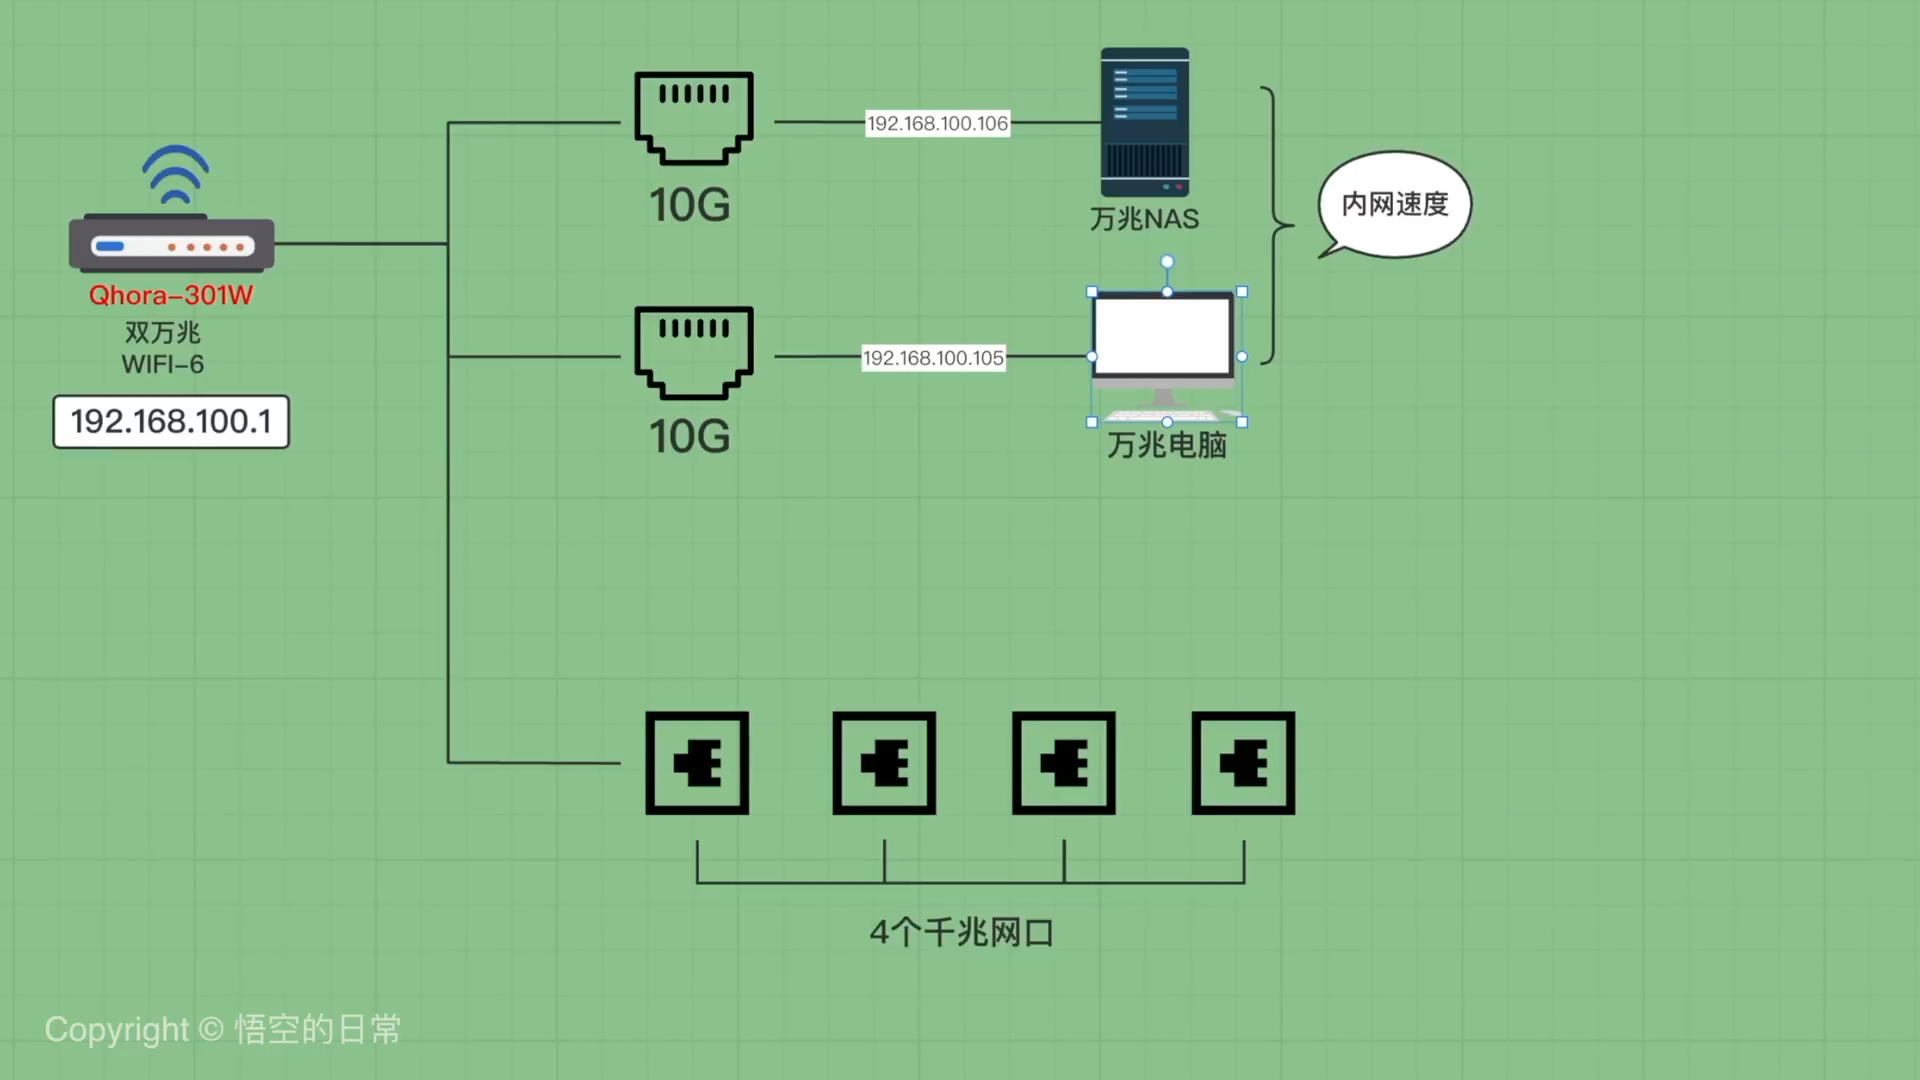 10G
192.168.100.106
万兆NAS
内网速度
Qhora-301W
双万兆
WIFI-6
192.168.100.1
10G
192.168.100.105
万兆电脑
4个千兆网口
Copyright © 悟空的日常